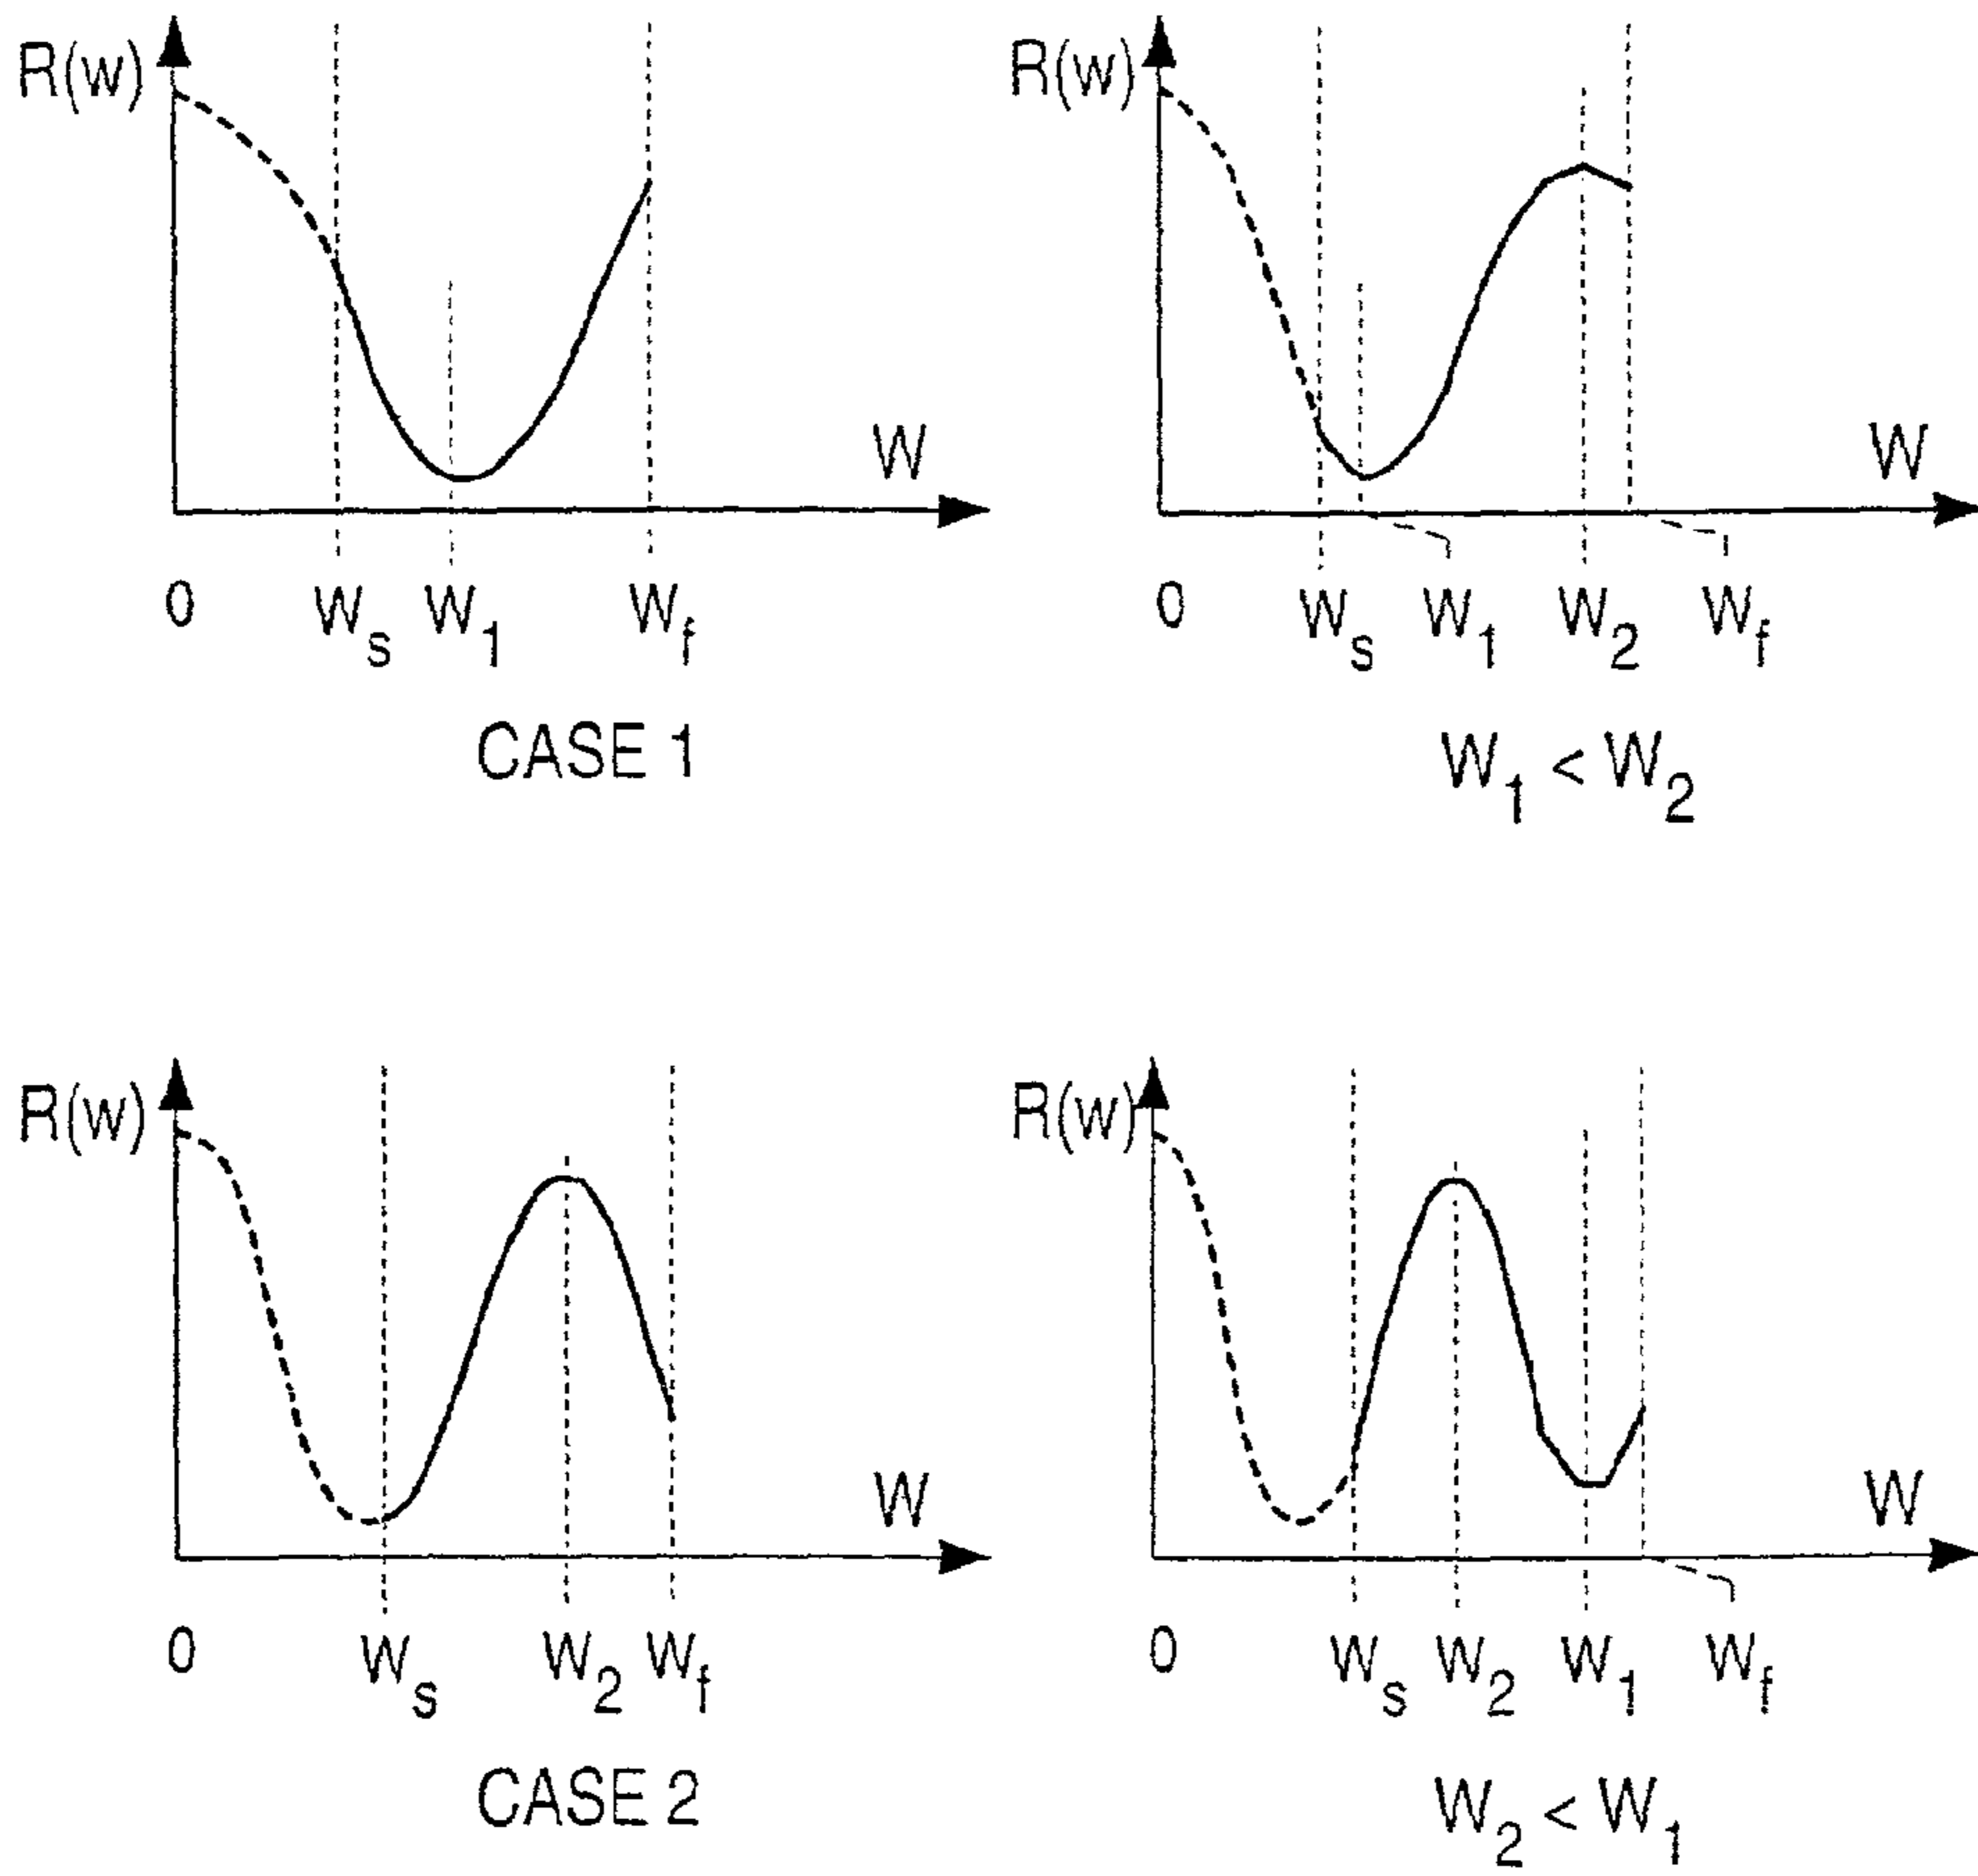 R(w)
W
0 Ws W1 Wf
CASE 1
R(w)
W
0 Ws W1 W2 Wf
W1 < W2
R(w)
W
0 Ws W2 Wf
CASE 2
R(w)
W
0 Ws W2 W1 Wf
W2 < W1